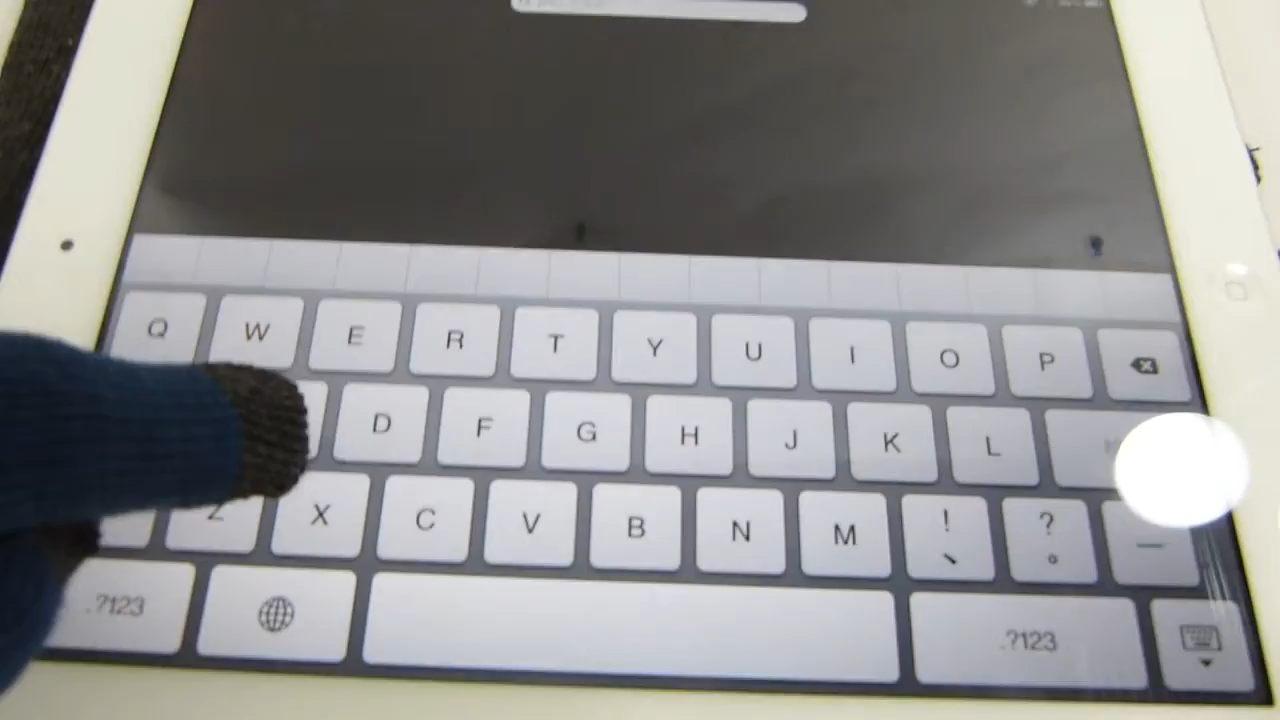 Q W E R T Y U I O P
D F G H J K L
Z X C V B N M ! 、 ? 。 _
.?123 .?123